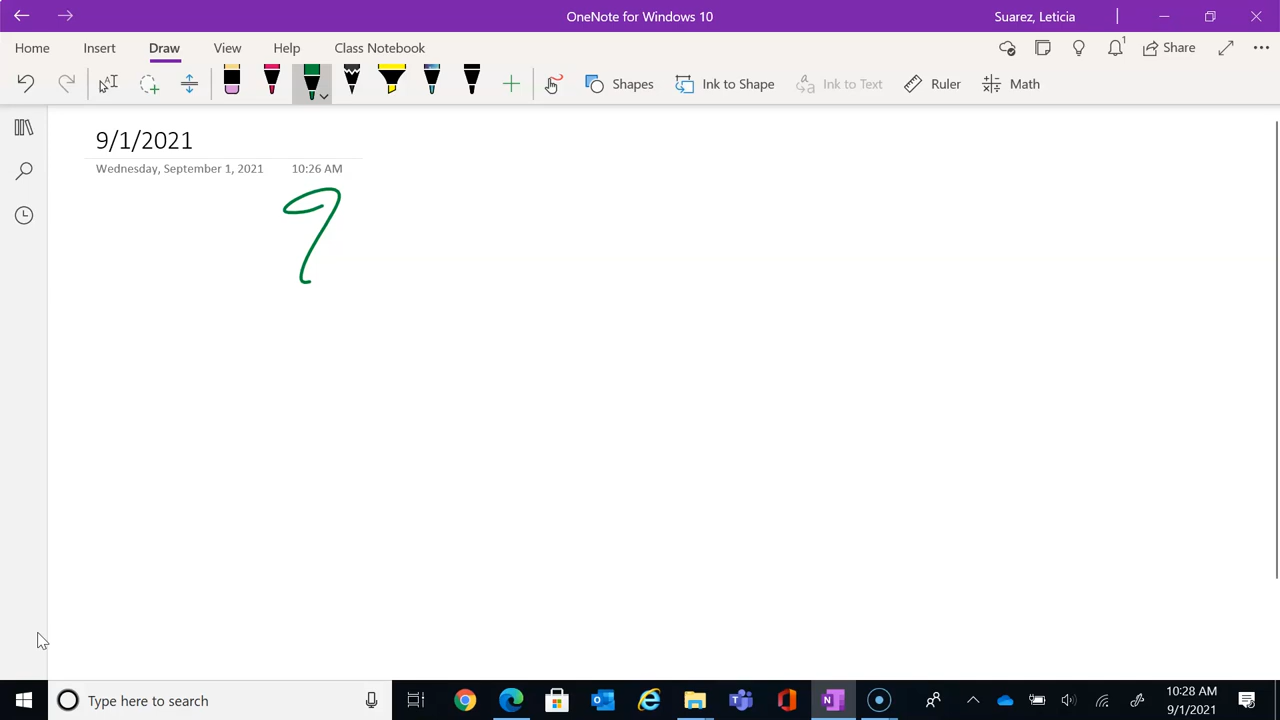 OneNote for Windows 10
Suarez, Leticia
Home Insert Draw View Help Class Notebook Share
Shapes Ink to Shape Ink to Text Ruler Math
9/1/2021
Wednesday, September 1, 2021 10:26 AM
9
Type here to search
10:28 AM
9/1/2021